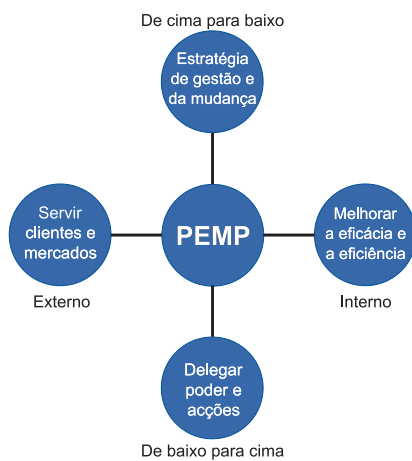 De cima para baixo
Estratégia
de gestão e
da mudança
Servir
clientes e
mercados
Externo
PEMP
Melhorar
a eficácia e
a eficiência
Interno
Delegar
poder e
acções
De baixo para cima